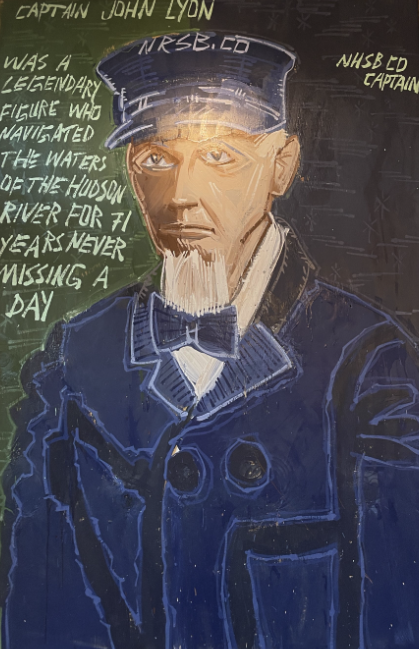 CAPTAIN JOHN LYON
NRSB.CO
WAS A
LEGENDARY
FIGURE WHO
NAVIGATED
THE WATERS
OF THE HUDSON
RIVER FOR 71
YEARS NEVER
MISSING A
DAY
NHSB CO
CAPTAIN